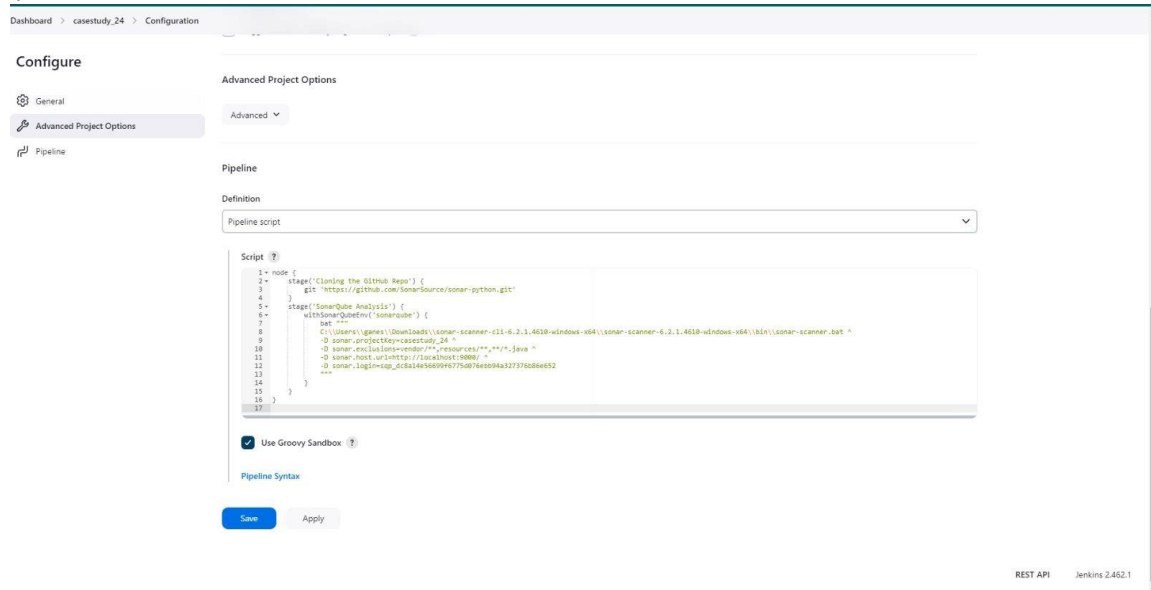 Dashboard > casestudy_24 > Configuration
Configure
General
Advanced Project Options
Pipeline
Advanced Project Options
Advanced
Pipeline
Definition
Pipeline script
Script ?
1 node {
2 stage('Cloning the GitHub Repo') {
3 git 'https://github.com/SonarSource/sonar-python.git'
4 }
5 stage('SonarQube Analysis') {
6 withSonarQubeEnv('sonarqube') {
7 bat """
8 C:\\Users\\ganes\\Downloads\\sonar-scanner-cli-6.2.1.4610-windows-x64\\sonar-scanner-6.2.1.4610-windows-x64\\bin\\sonar-scanner.bat ^
9 -D sonar.projectKey=casestudy_24 ^
10 -D sonar.exclusions=vendor/**,resources/**,**/*.java ^
11 -D sonar.host.url=http://localhost:9000/ ^
12 -D sonar.login=sqp_dc8a14e56699f6775d076ebb94a327376b86e652
13 """
14 }
15 }
16 }
17
Use Groovy Sandbox ?
Pipeline Syntax
Save Apply
REST API Jenkins 2.462.1